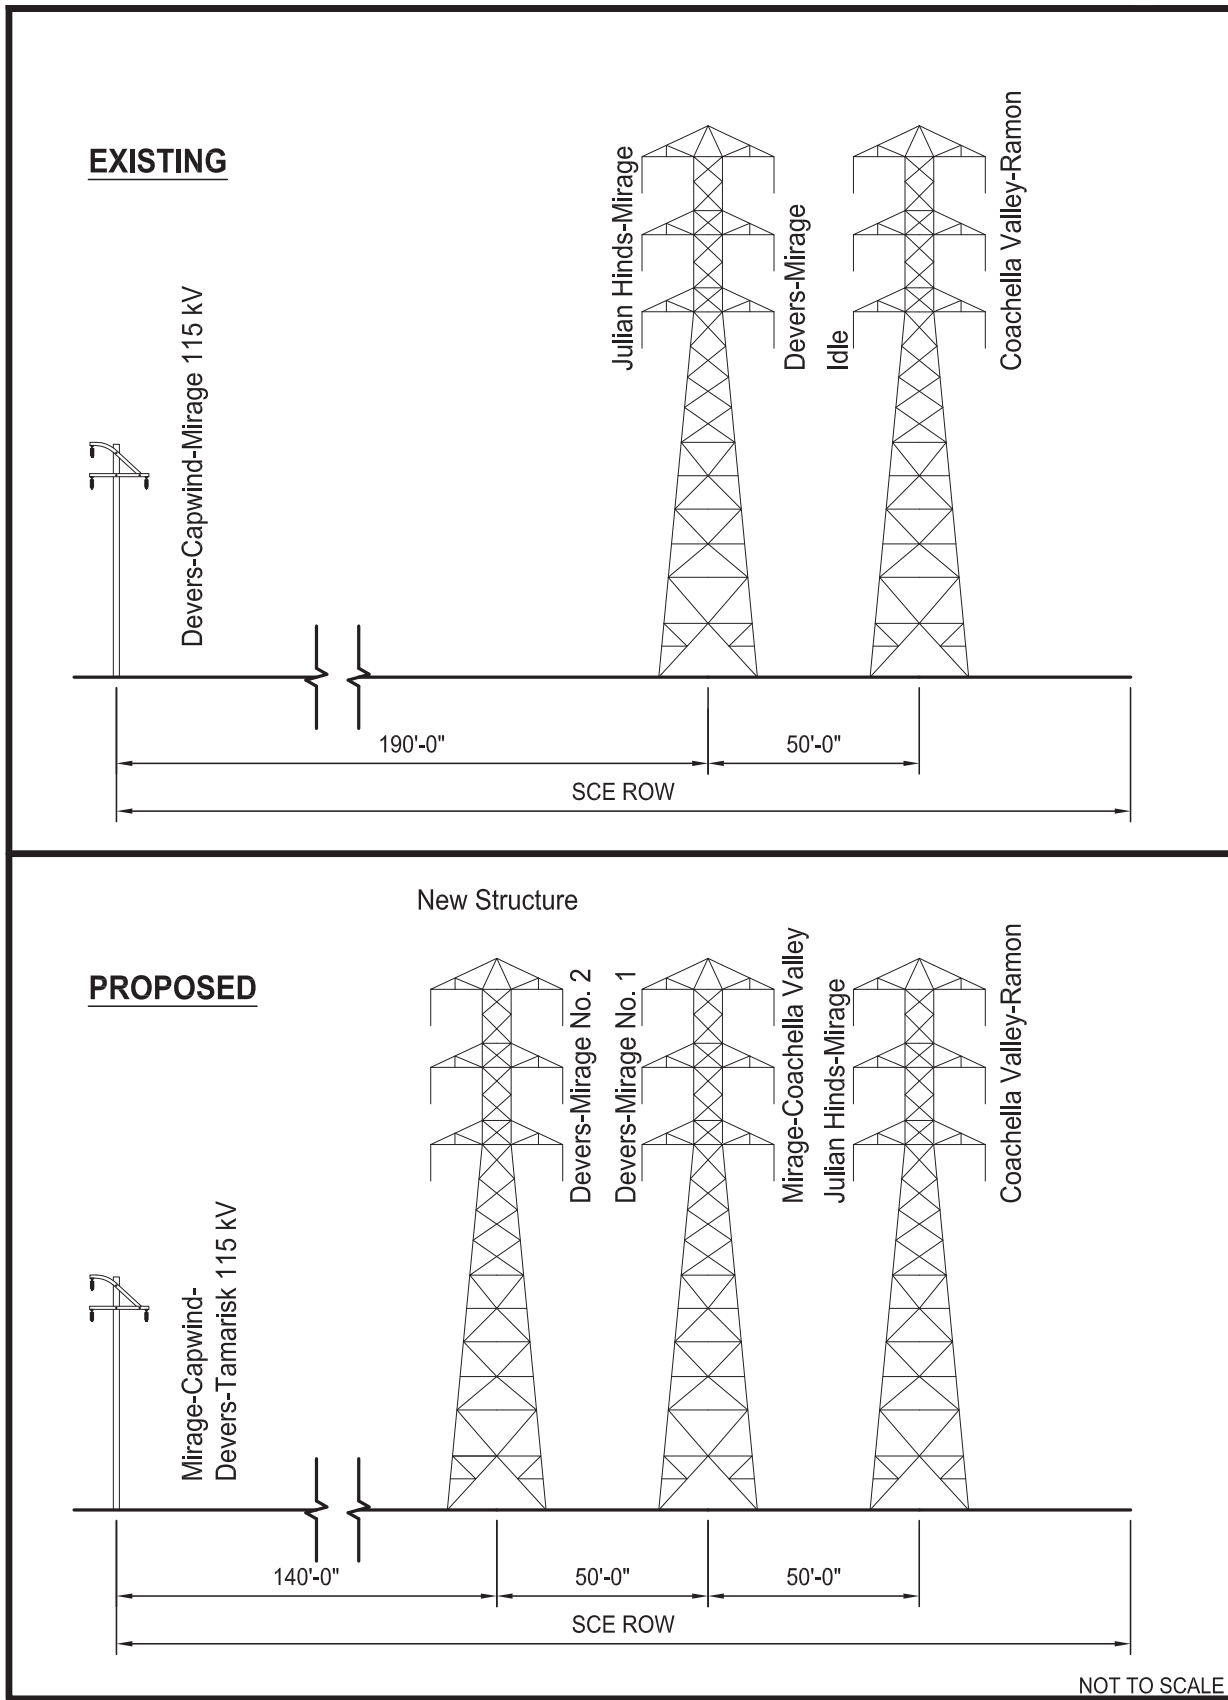 EXISTING
Devers-Capwind-Mirage 115 kV
Julian Hinds-Mirage
Devers-Mirage
Idle
Coachella Valley-Ramon
190'-0"
50'-0"
SCE ROW
New Structure
PROPOSED
Mirage-Capwind-
Devers-Tamarisk 115 kV
Devers-Mirage No. 2
Devers-Mirage No. 1
Mirage-Coachella Valley
Julian Hinds-Mirage
Coachella Valley-Ramon
140'-0"
50'-0"
50'-0"
SCE ROW
NOT TO SCALE